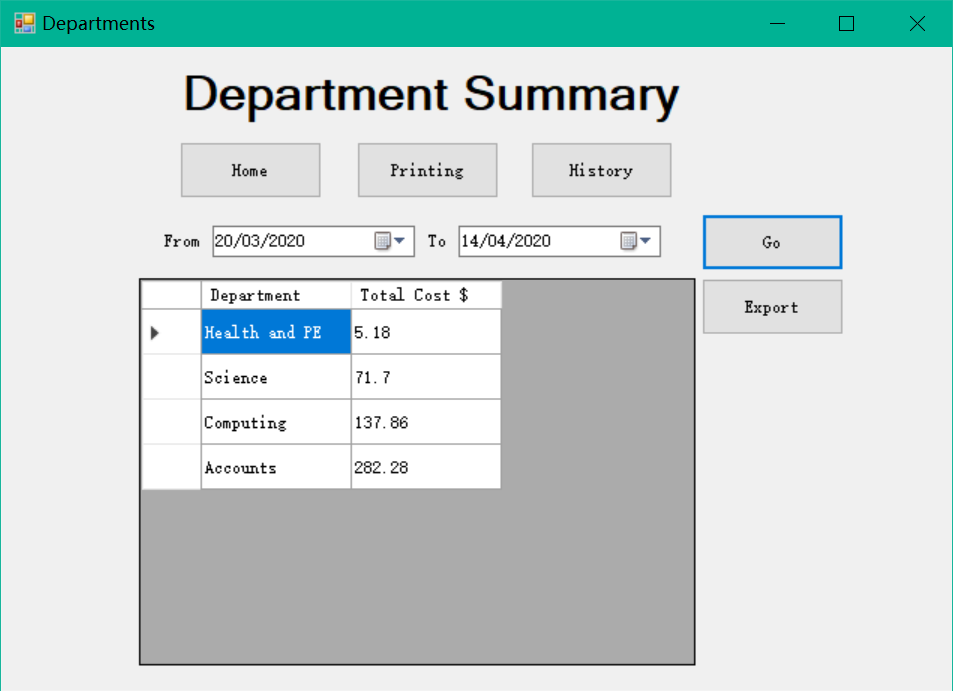 Departments
Department Summary
Home Printing History
From 20/03/2020 To 14/04/2020 Go
Export
Department Total Cost $
Health and PE 5.18
Science 71.7
Computing 137.86
Accounts 282.28